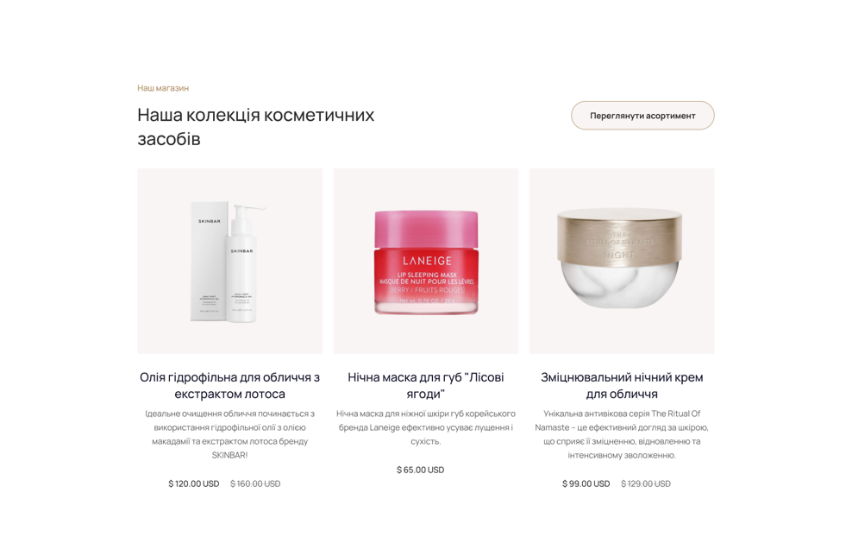 Наш магазин
Наша колекція косметичних
засобів
Переглянути асортимент
SKINBAR
SKINBAR
LANEIGE
LIP SLEEPING MASK
MASQUE DE NUIT POUR LES LÈVRES
BERRY / FRUITS ROUGES
NIGHT
Олія гідрофільна для обличчя з
екстрактом лотоса
Ідеальне очищення обличчя починається з
використання гідрофільної олії з олією
макадамії та екстрактом лотоса бренду
SKINBAR!
$ 120.00 USD $ 160.00 USD
Нічна маска для губ "Лісові
ягоди"
Нічна маска для ніжної шкіри губ корейського
бренда Laneige ефективно усуває лущення і
сухість.
$ 65.00 USD
Зміцнювальний нічний крем
для обличчя
Унікальна антивікова серія The Ritual Of
Namaste – це ефективний догляд за шкірою,
що сприяє її зміцненню, відновленню та
інтенсивному зволоженню.
$ 99.00 USD $ 129.00 USD